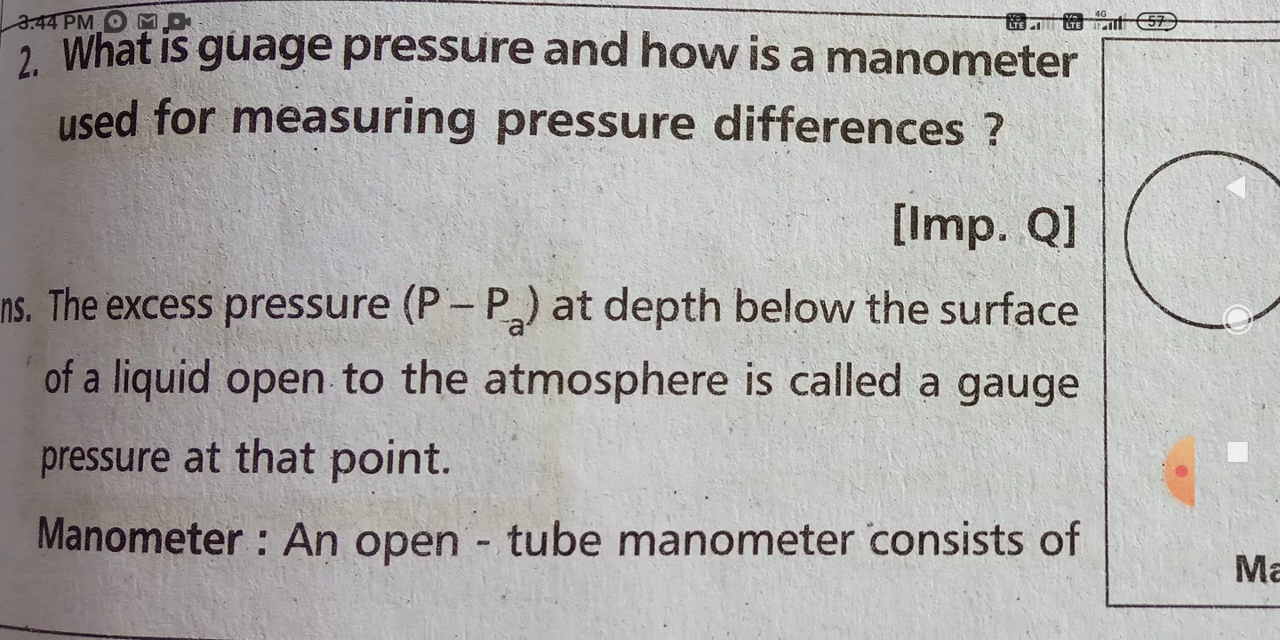 3:44 PM
4G
57
2. What is guage pressure and how is a manometer
used for measuring pressure differences ?
[Imp. Q]
ns. The excess pressure (P – Pa) at depth below the surface
of a liquid open to the atmosphere is called a gauge
pressure at that point.
Manometer : An open - tube manometer consists of
Ma